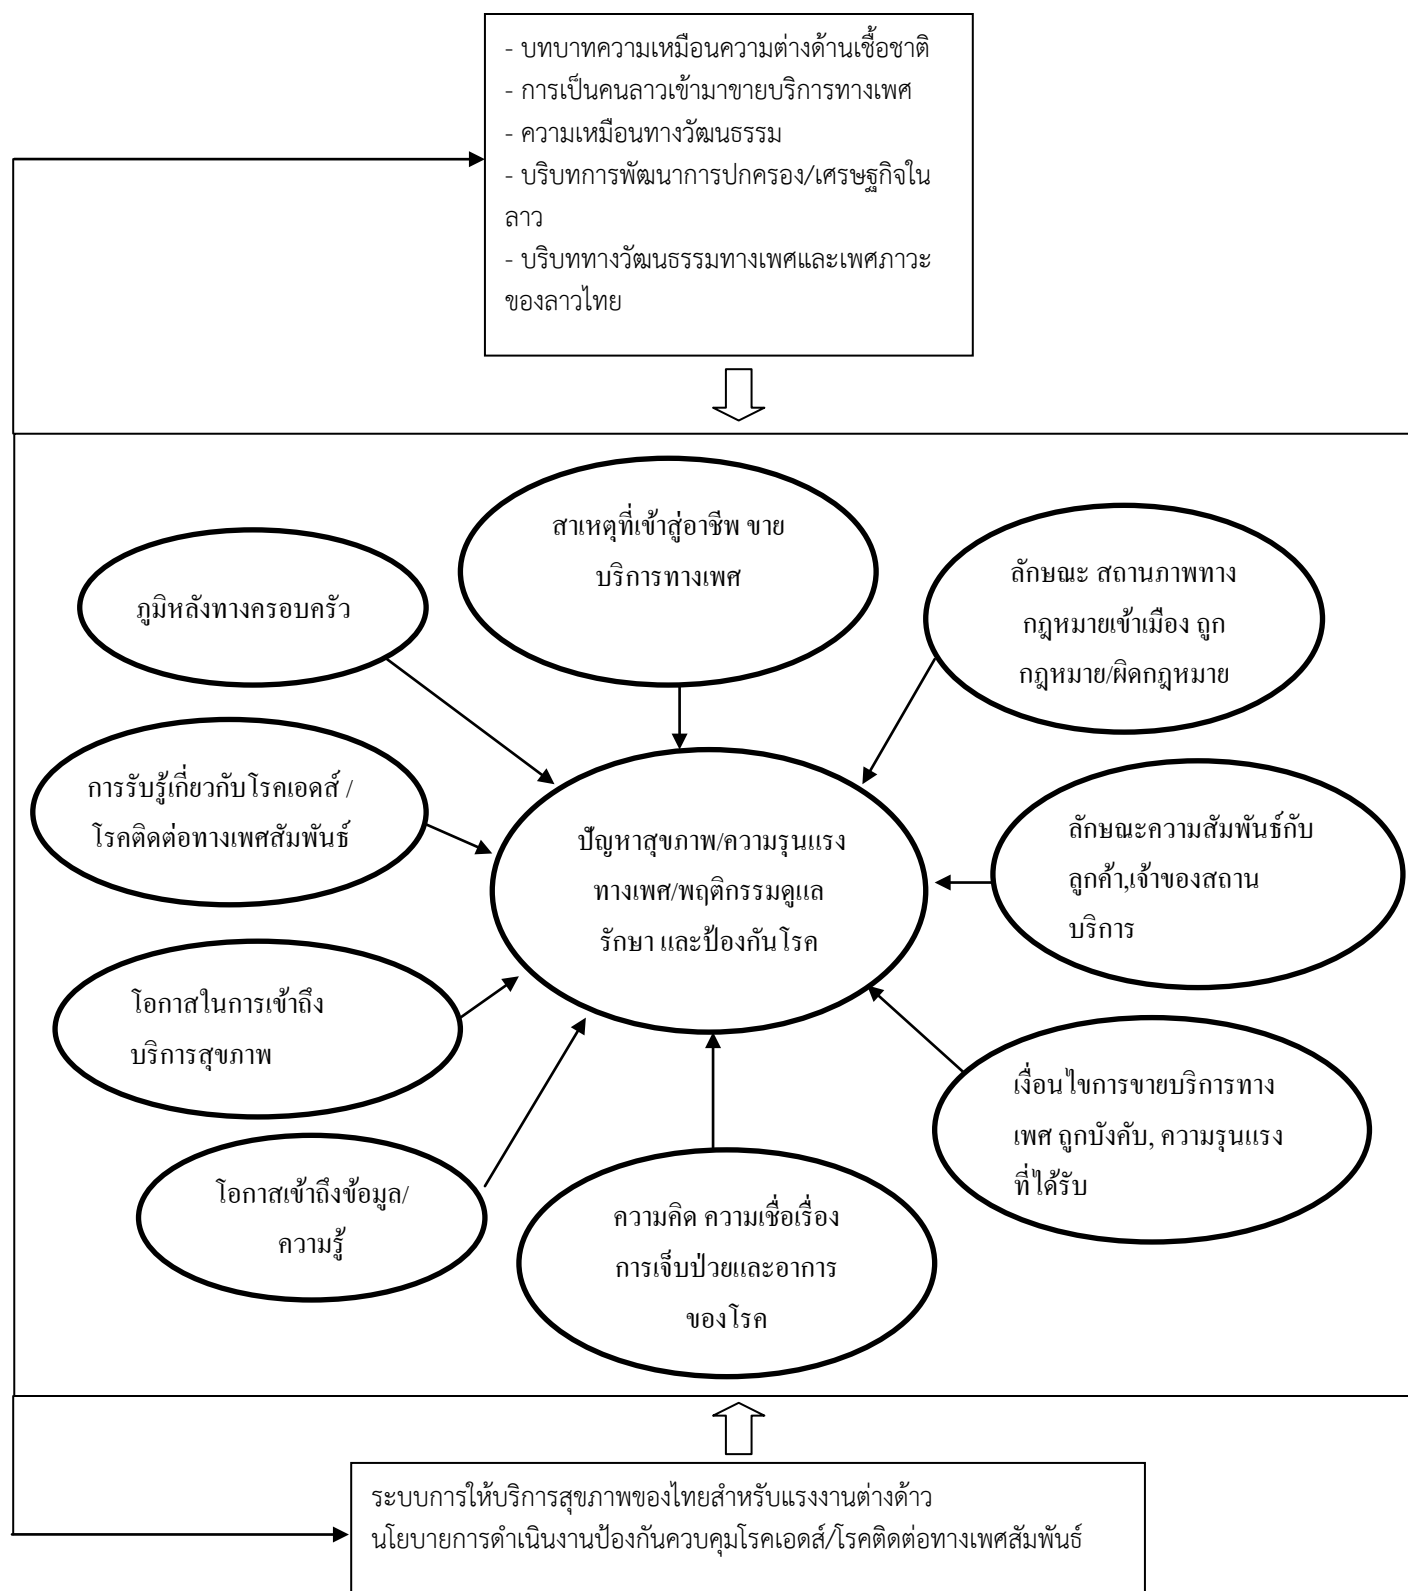 - บทบาทความเหมือนความต่างด้านเชื้อชาติ
- การเป็นคนลาวเข้ามาขายบริการทางเพศ
- ความเหมือนทางวัฒนธรรม
- บริบทการพัฒนาการปกครอง/เศรษฐกิจใน
ลาว
- บริบททางวัฒนธรรมทางเพศและเพศภาวะ
ของลาวไทย
สาเหตุที่เข้าสู่อาชีพ ขาย
บริการทางเพศ
ภูมิหลังทางครอบครัว
ลักษณะ สถานภาพทาง
กฎหมายเข้าเมือง ถูก
กฎหมาย/ผิดกฎหมาย
การรับรู้เกี่ยวกับโรคเอดส์ /
โรคติดต่อทางเพศสัมพันธ์
ปัญหาสุขภาพ/ความรุนแรง
ทางเพศ/พฤติกรรมดูแล
รักษา และป้องกันโรค
ลักษณะความสัมพันธ์กับ
ลูกค้า,เจ้าของสถาน
บริการ
โอกาสในการเข้าถึง
บริการสุขภาพ
เงื่อนไขการขายบริการทาง
เพศ ถูกบังคับ, ความรุนแรง
ที่ได้รับ
โอกาสเข้าถึงข้อมูล/
ความรู้
ความคิด ความเชื่อเรื่อง
การเจ็บป่วยและอาการ
ของโรค
ระบบการให้บริการสุขภาพของไทยสำหรับแรงงานต่างด้าว
นโยบายการดำเนินงานป้องกันควบคุมโรคเอดส์/โรคติดต่อทางเพศสัมพันธ์